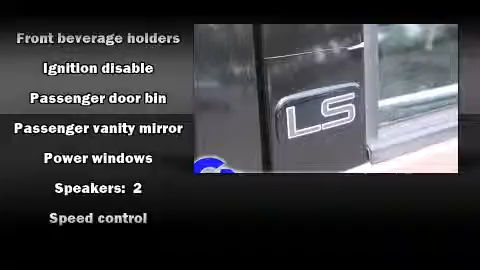 Front beverage holders
Ignition disable
Passenger door bin
Passenger vanity mirror
Power windows
Speakers: 2
Speed control
LS